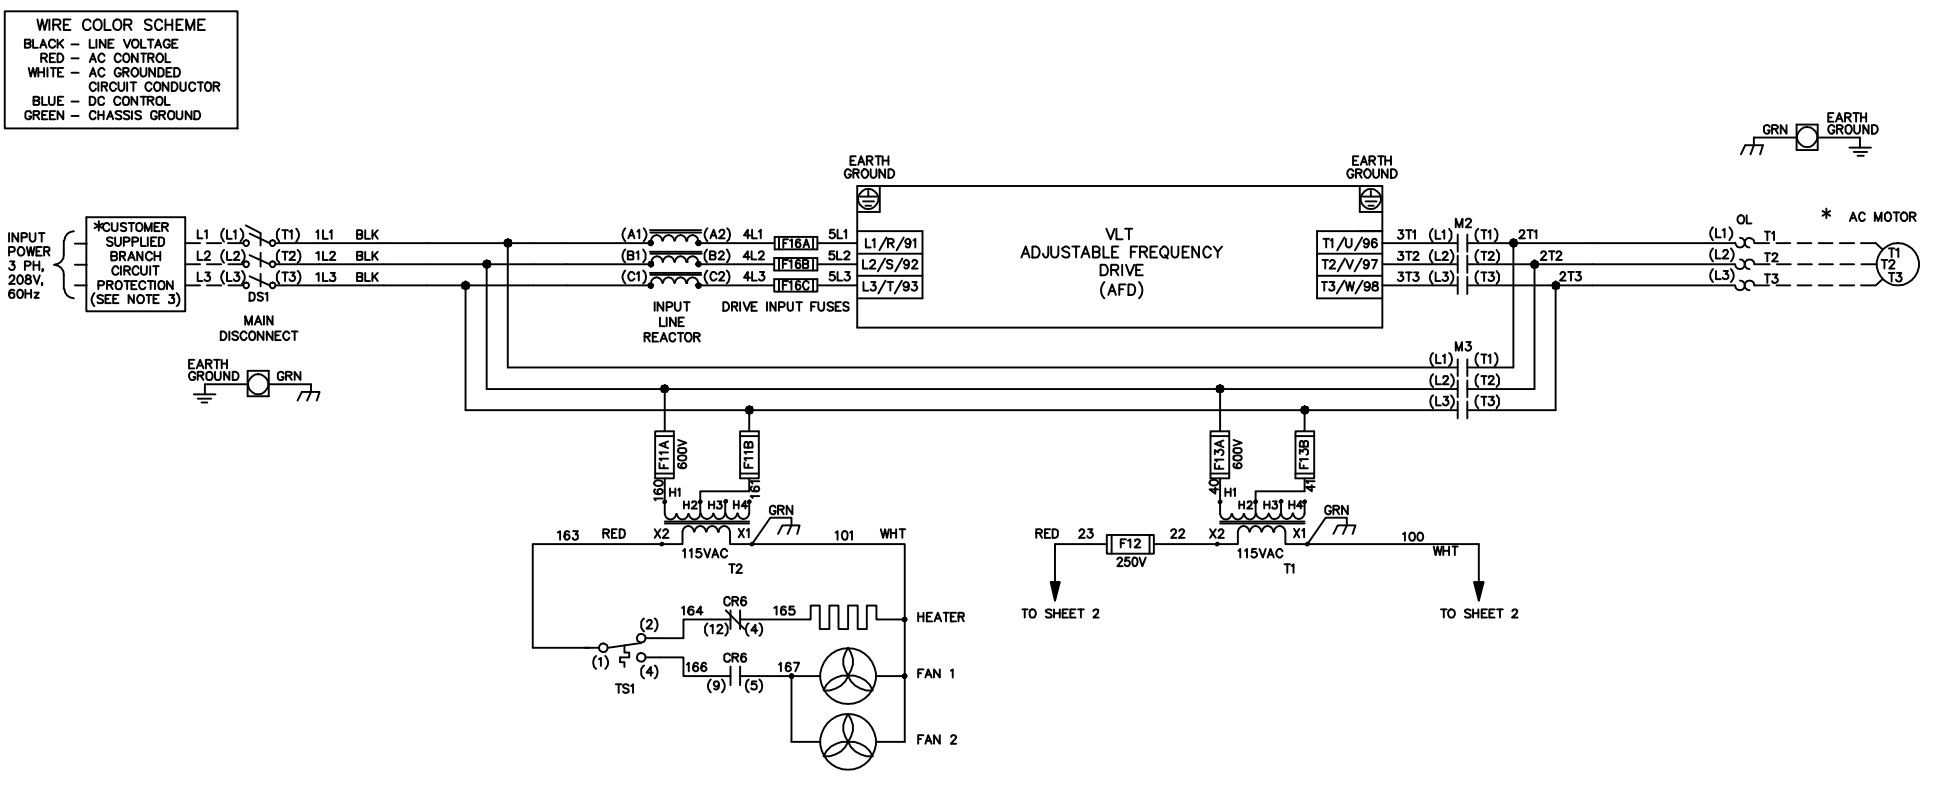 WIRE COLOR SCHEME
BLACK – LINE VOLTAGE
RED – AC CONTROL
WHITE – AC GROUNDED
CIRCUIT CONDUCTOR
BLUE – DC CONTROL
GREEN – CHASSIS GROUND
GRN
EARTH
GROUND
EARTH
GROUND
EARTH
GROUND
INPUT
POWER
3 PH,
208V,
60Hz
*CUSTOMER
SUPPLIED
BRANCH
CIRCUIT
PROTECTION
(SEE NOTE 3)
L1 (L1) (T1) 1L1 BLK
L2 (L2) (T2) 1L2 BLK
L3 (L3) (T3) 1L3 BLK
DS1
MAIN
DISCONNECT
(A1) (A2) 4L1 F16A 5L1
(B1) (B2) 4L2 F16B 5L2
(C1) (C2) 4L3 F16C 5L3
INPUT
LINE
REACTOR
DRIVE INPUT FUSES
L1/R/91
L2/S/92
L3/T/93
VLT
ADJUSTABLE FREQUENCY
DRIVE
(AFD)
T1/U/96
T2/V/97
T3/W/98
M2
3T1 (L1) (T1) 2T1
3T2 (L2) (T2) 2T2
3T3 (L3) (T3) 2T3
OL
(L1) T1
(L2) T2
(L3) T3
* AC MOTOR
T1
T2
T3
EARTH
GROUND
GRN
M3
(L1) (T1)
(L2) (T2)
(L3) (T3)
F11A
600V
F11B
160
161
H1
H2 H3 H4
GRN
163 RED X2 X1 101 WHT
115VAC
T2
F13A
600V
F13B
40
41
H1
H2 H3 H4
GRN
RED 23 F12 22 X2 X1 100
WHT
250V
115VAC
T1
TO SHEET 2
TO SHEET 2
CR6
164 165
(12) (4)
HEATER
(2)
(1)
(4)
TS1
CR6
166 167
(9) (5)
FAN 1
FAN 2